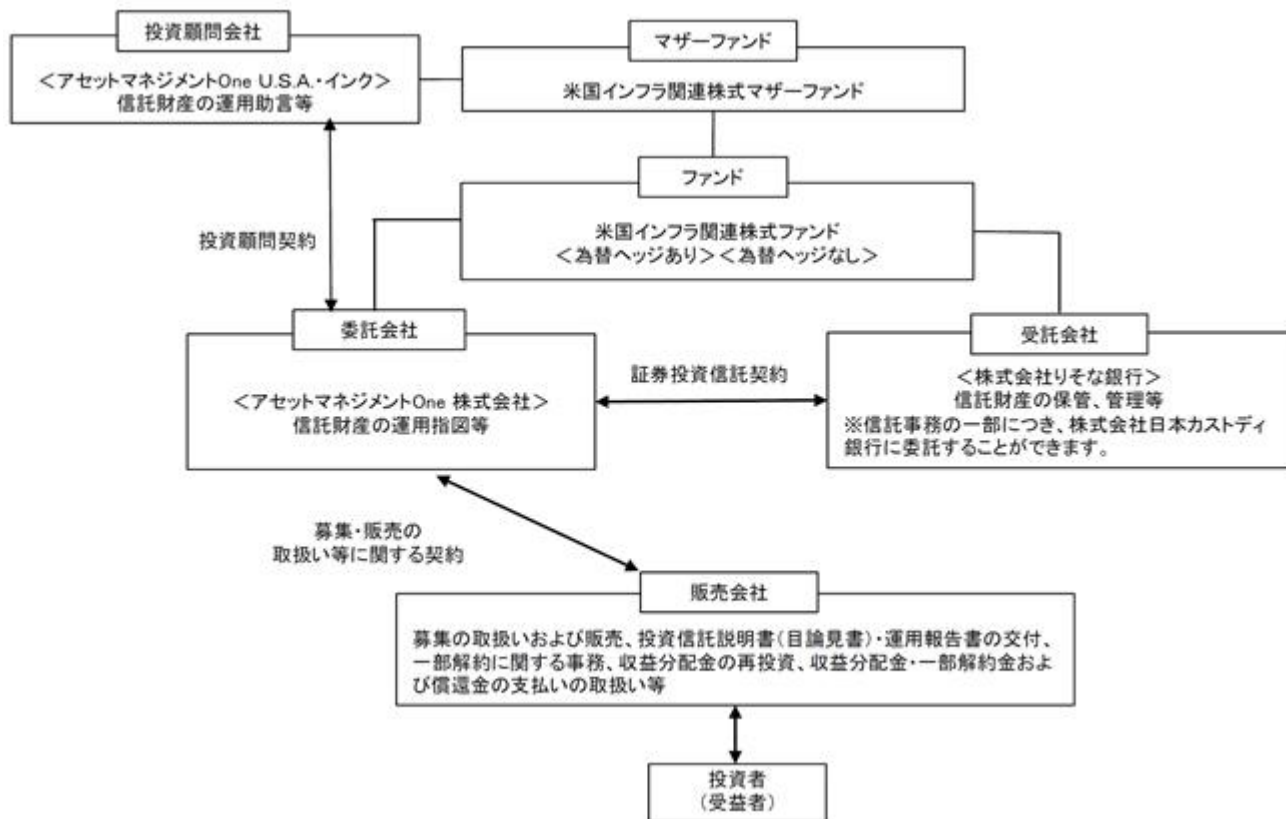 投資顧問会社
<アセットマネジメントOne U.S.A.・インク>
信託財産の運用助言等
マザーファンド
米国インフラ関連株式マザーファンド
ファンド
米国インフラ関連株式ファンド
<為替ヘッジあり><為替ヘッジなし>
投資顧問契約
委託会社
<アセットマネジメントOne 株式会社>
信託財産の運用指図等
証券投資信託契約
受託会社
<株式会社りそな銀行>
信託財産の保管、管理等
※信託事務の一部につき、株式会社日本カストディ
銀行に委託することができます。
募集・販売の
取扱い等に関する契約
販売会社
募集の取扱いおよび販売、投資信託説明書(目論見書)・運用報告書の交付、
一部解約に関する事務、収益分配金の再投資、収益分配金・一部解約金およ
び償還金の支払いの取扱い等
投資者
(受益者)